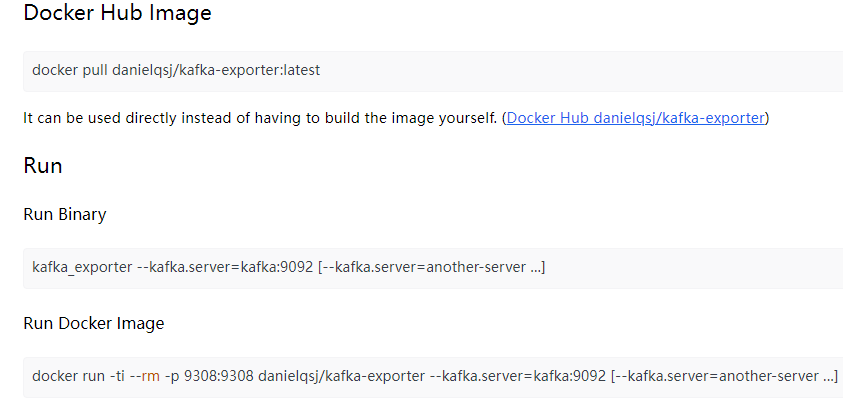 Docker Hub Image
docker pull danielqsj/kafka-exporter:latest
It can be used directly instead of having to build the image yourself. (Docker Hub danielqsj/kafka-exporter)
Run
Run Binary
kafka_exporter --kafka.server=kafka:9092 [--kafka.server=another-server ...]
Run Docker Image
docker run -ti --rm -p 9308:9308 danielqsj/kafka-exporter --kafka.server=kafka:9092 [--kafka.server=another-server ...]